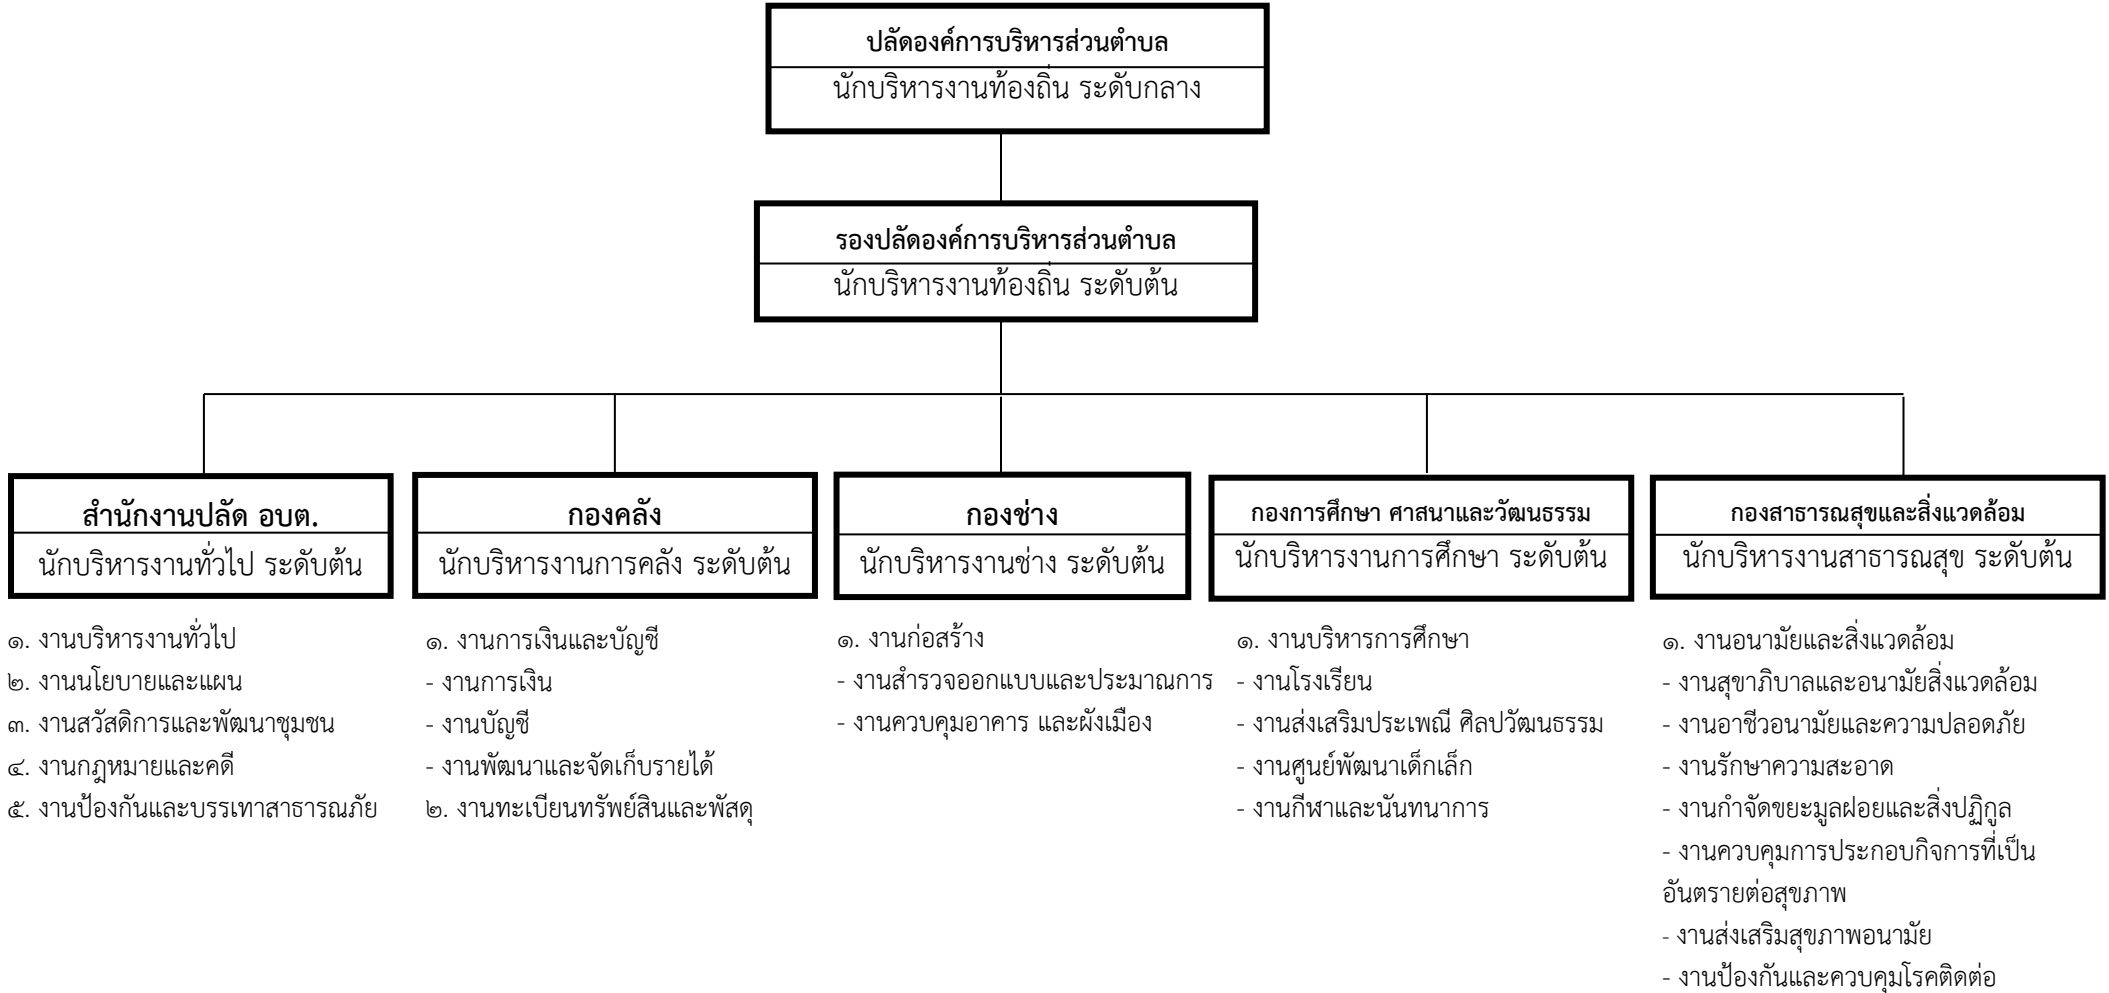 ปลัดองค์การบริหารส่วนตำบล
นักบริหารงานท้องถิ่น ระดับกลาง
รองปลัดองค์การบริหารส่วนตำบล
นักบริหารงานท้องถิ่น ระดับต้น
สำนักงานปลัด อบต.
นักบริหารงานทั่วไป ระดับต้น
๑. งานบริหารงานทั่วไป
๒. งานนโยบายและแผน
๓. งานสวัสดิการและพัฒนาชุมชน
๔. งานกฎหมายและคดี
๕. งานป้องกันและบรรเทาสาธารณภัย
กองคลัง
นักบริหารงานการคลัง ระดับต้น
๑. งานการเงินและบัญชี
- งานการเงิน
- งานบัญชี
- งานพัฒนาและจัดเก็บรายได้
๒. งานทะเบียนทรัพย์สินและพัสดุ
กองช่าง
นักบริหารงานช่าง ระดับต้น
๑. งานก่อสร้าง
- งานสำรวจออกแบบและประมาณการ
- งานควบคุมอาคาร และผังเมือง
กองการศึกษา ศาสนาและวัฒนธรรม
นักบริหารงานการศึกษา ระดับต้น
๑. งานบริหารการศึกษา
- งานโรงเรียน
- งานส่งเสริมประเพณี ศิลปวัฒนธรรม
- งานศูนย์พัฒนาเด็กเล็ก
- งานกีฬาและนันทนาการ
กองสาธารณสุขและสิ่งแวดล้อม
นักบริหารงานสาธารณสุข ระดับต้น
๑. งานอนามัยและสิ่งแวดล้อม
- งานสุขาภิบาลและอนามัยสิ่งแวดล้อม
- งานอาชีวอนามัยและความปลอดภัย
- งานรักษาความสะอาด
- งานกำจัดขยะมูลฝอยและสิ่งปฏิกูล
- งานควบคุมการประกอบกิจการที่เป็น
อันตรายต่อสุขภาพ
- งานส่งเสริมสุขภาพอนามัย
- งานป้องกันและควบคุมโรคติดต่อ